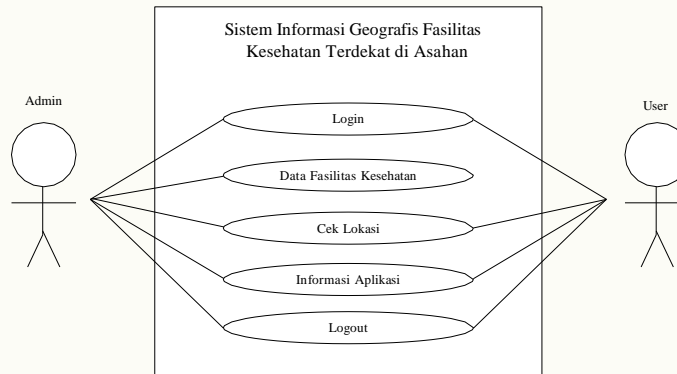 Sistem Informasi Geografis Fasilitas
Kesehatan Terdekat di Asahan
Admin
User
Login
Data Fasilitas Kesehatan
Cek Lokasi
Informasi Aplikasi
Logout